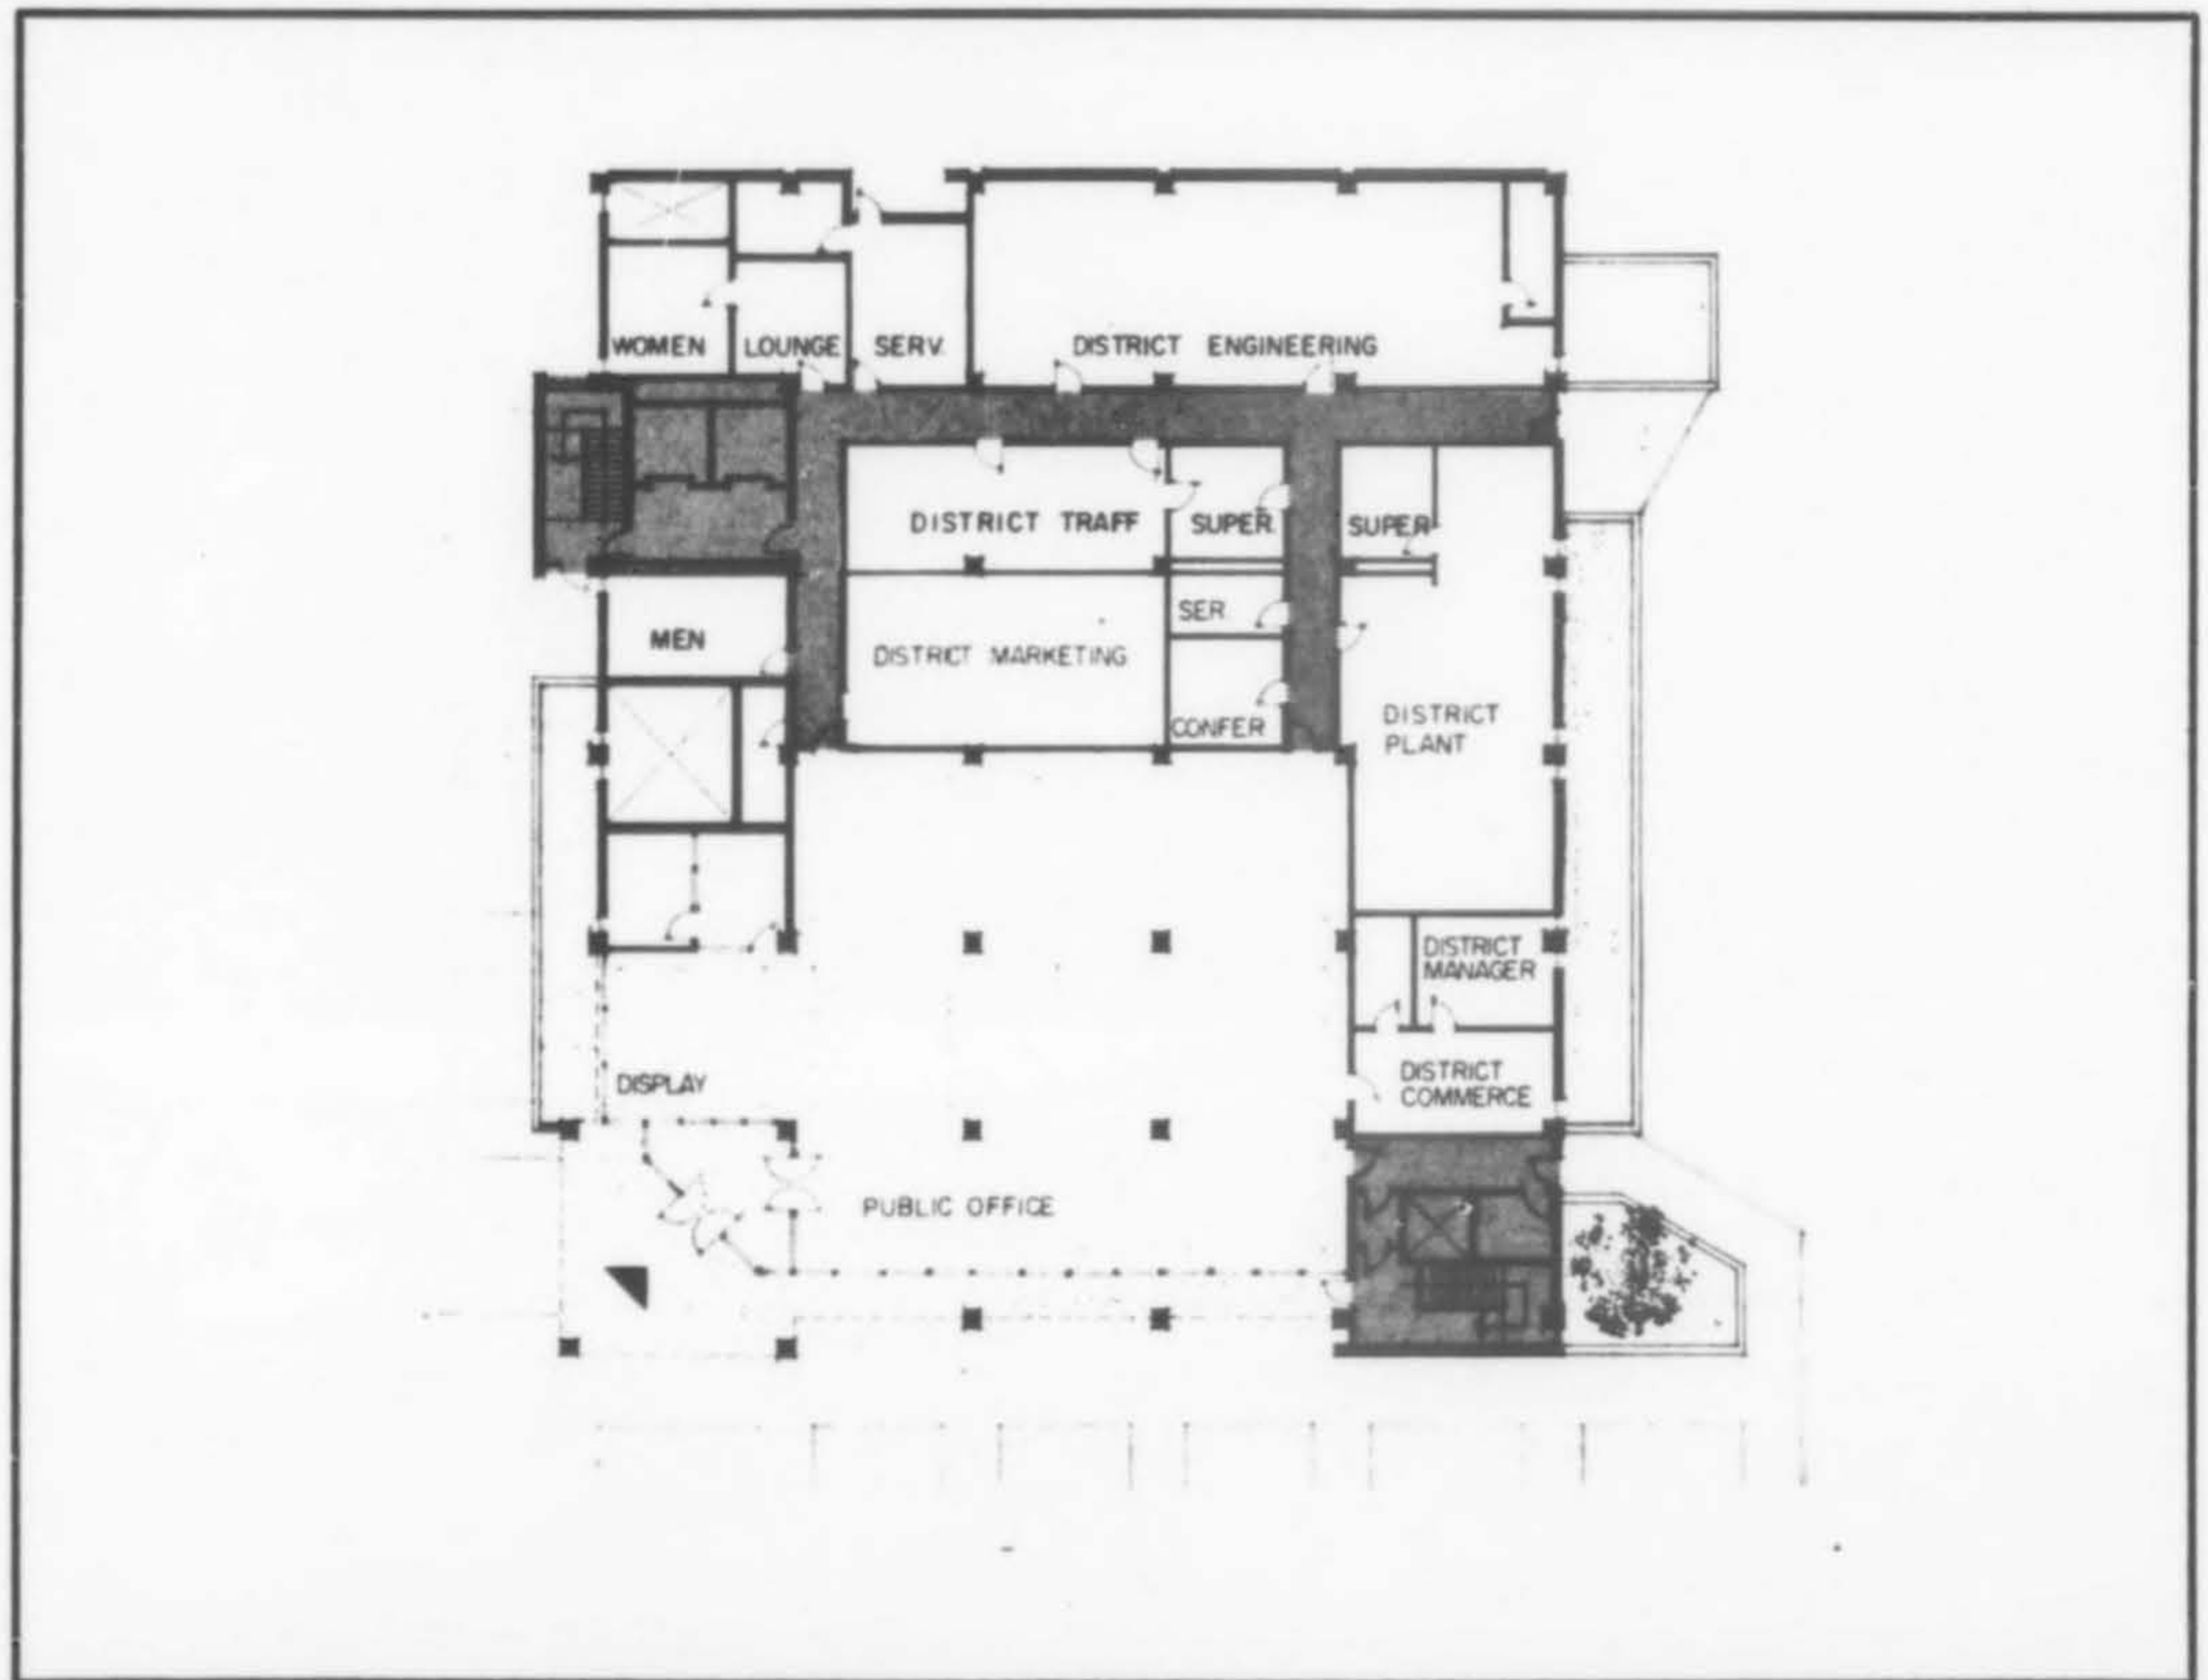 WOMEN
LOUNGE
SERV.
DISTRICT ENGINEERING
DISTRICT TRAFF
SUPER.
SUPER
SER
MEN
DISTRICT MARKETING
CONFER
DISTRICT
PLANT
DISTRICT
MANAGER
DISPLAY
DISTRICT
COMMERCE
PUBLIC OFFICE